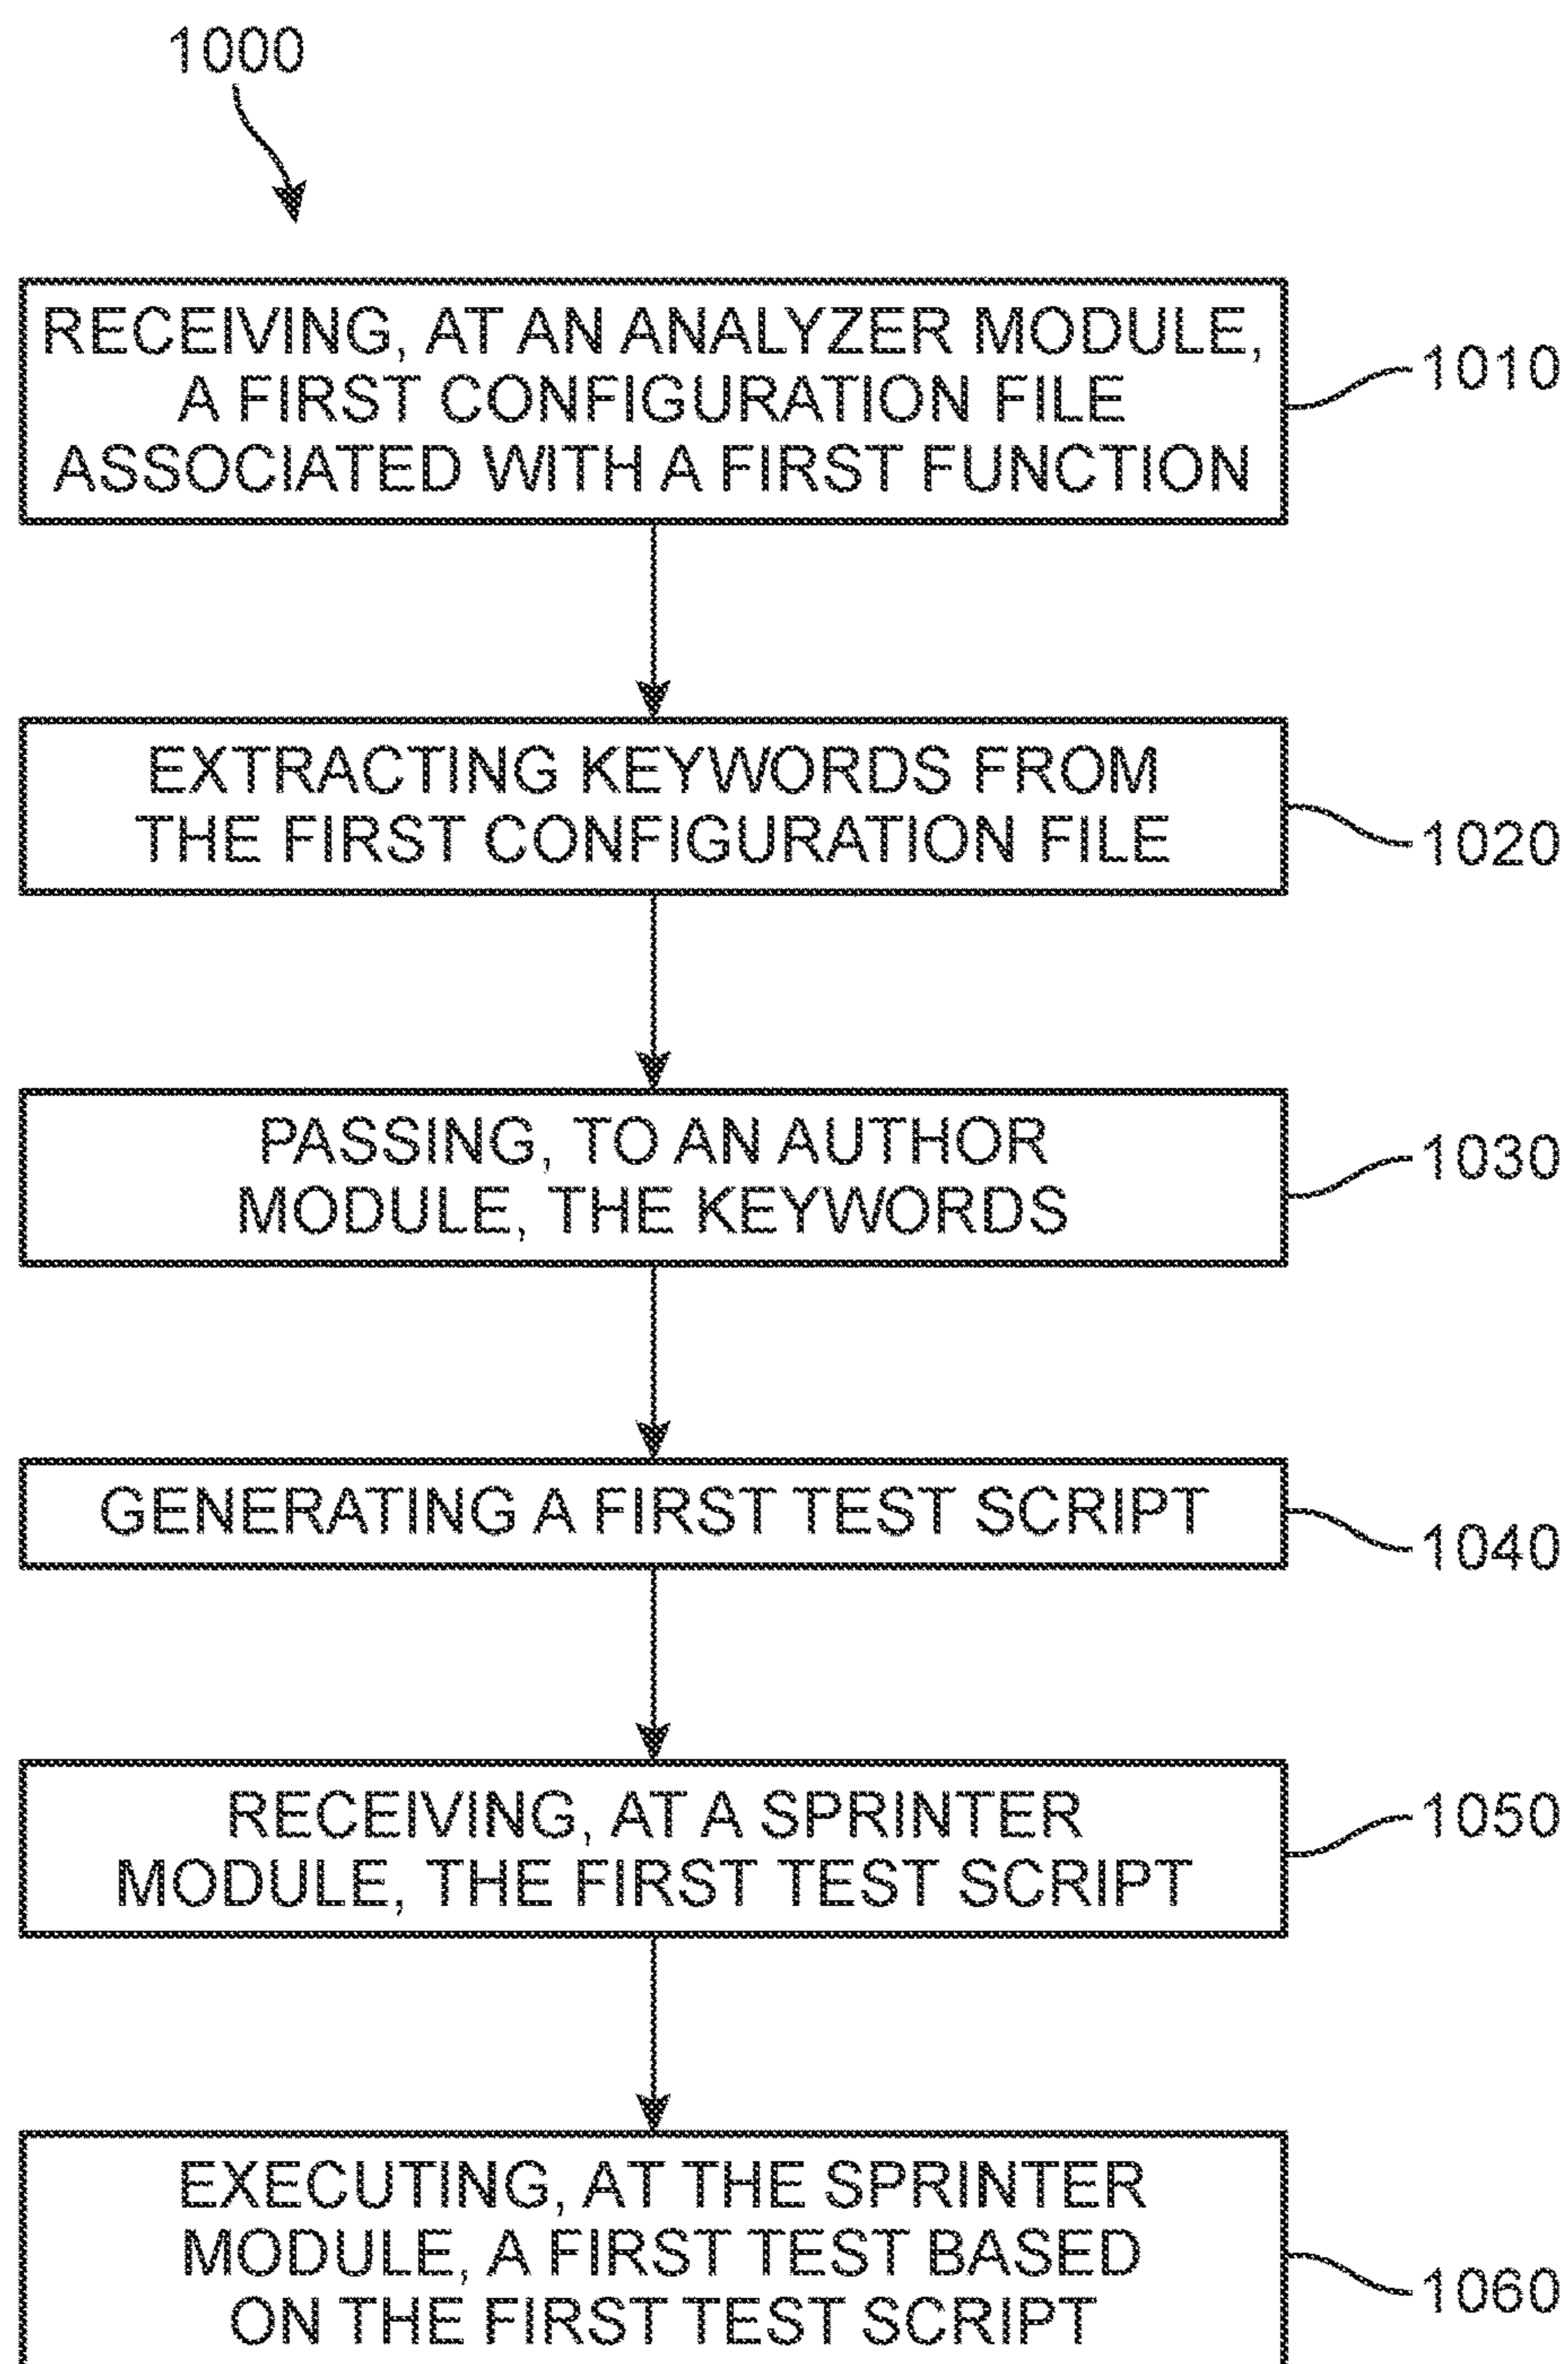 1000
RECEIVING, AT AN ANALYZER MODULE,
A FIRST CONFIGURATION FILE
ASSOCIATED WITH A FIRST FUNCTION
1010
EXTRACTING KEYWORDS FROM
THE FIRST CONFIGURATION FILE
1020
PASSING, TO AN AUTHOR
MODULE, THE KEYWORDS
1030
GENERATING A FIRST TEST SCRIPT
1040
RECEIVING, AT A SPRINTER
MODULE, THE FIRST TEST SCRIPT
1050
EXECUTING, AT THE SPRINTER
MODULE, A FIRST TEST BASED
ON THE FIRST TEST SCRIPT
1060